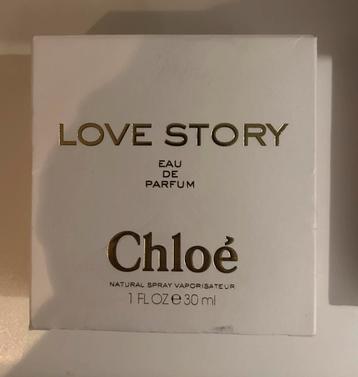 LOVE STORY
EAU
DE
PARFUM
Chloé
NATURAL SPRAY VAPORISATEUR
1 FL OZ ℮ 30 ml